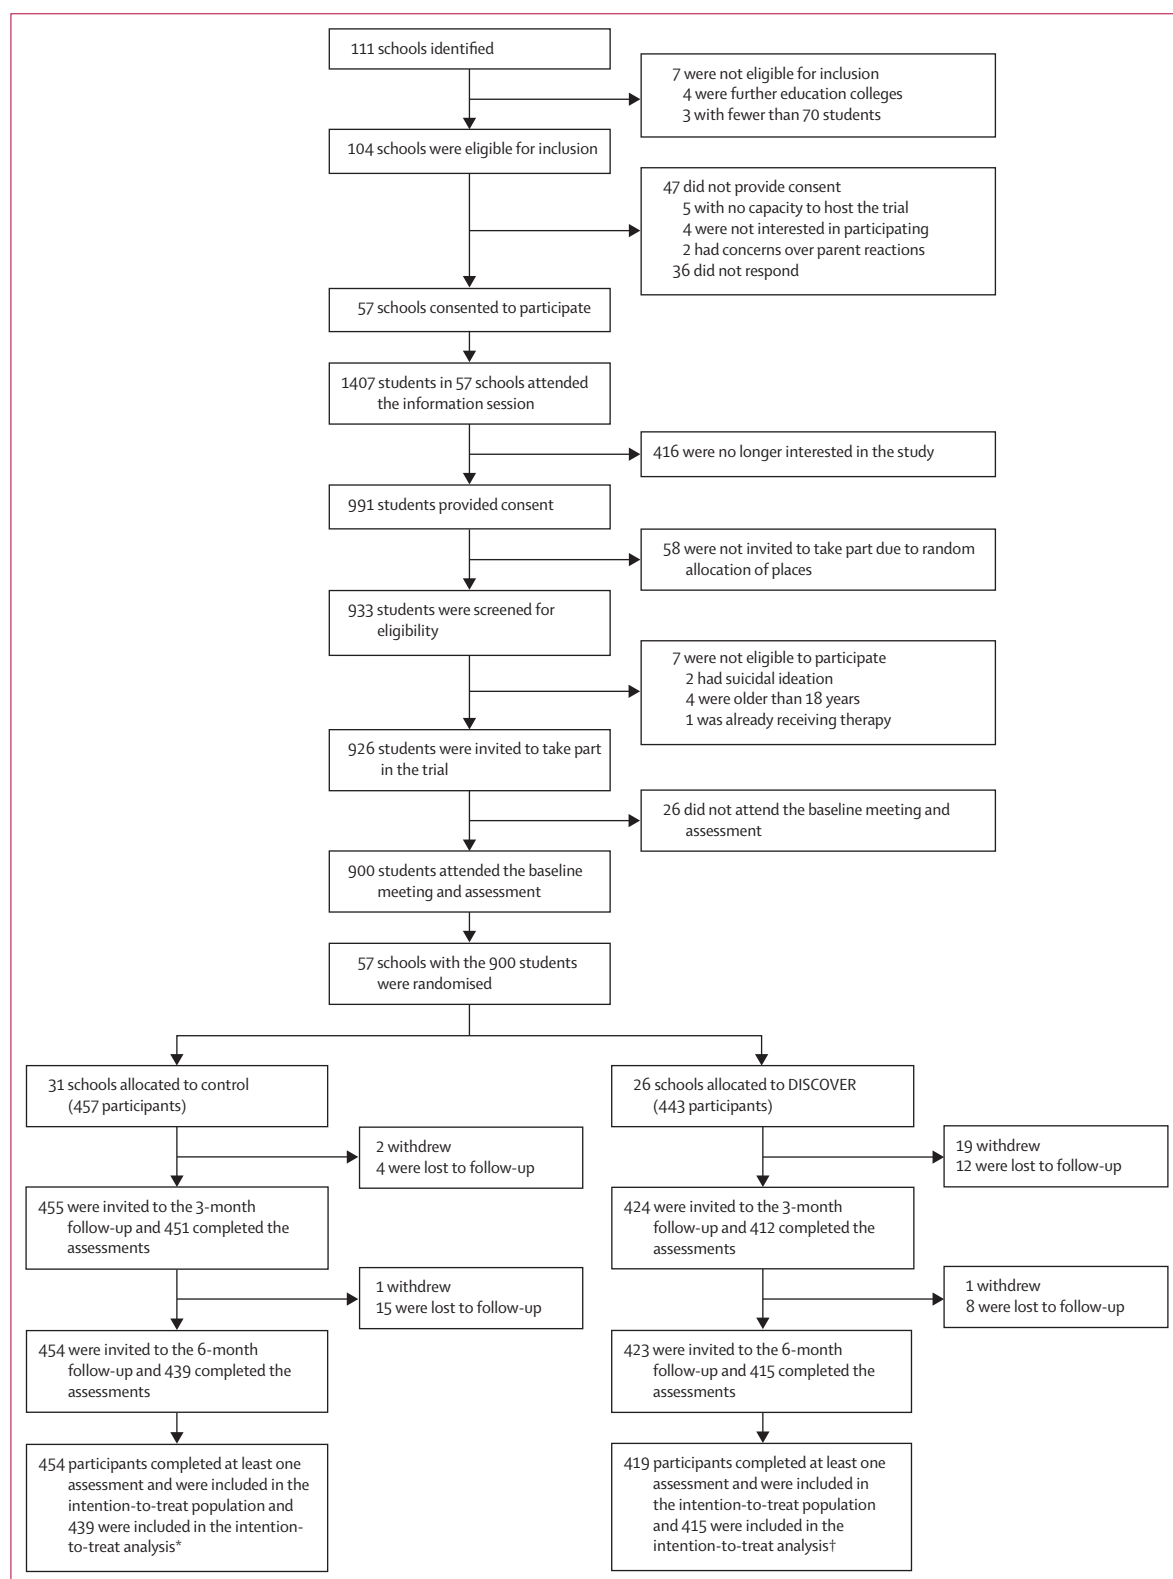 111 schools identified
7 were not eligible for inclusion
4 were further education colleges
3 with fewer than 70 students
104 schools were eligible for inclusion
47 did not provide consent
5 with no capacity to host the trial
4 were not interested in participating
2 had concerns over parent reactions
36 did not respond
57 schools consented to participate
1407 students in 57 schools attended
the information session
416 were no longer interested in the study
991 students provided consent
58 were not invited to take part due to random
allocation of places
933 students were screened for
eligibility
7 were not eligible to participate
2 had suicidal ideation
4 were older than 18 years
1 was already receiving therapy
926 students were invited to take part
in the trial
26 did not attend the baseline meeting and
assessment
900 students attended the baseline
meeting and assessment
57 schools with the 900 students
were randomised
31 schools allocated to control
(457 participants)
26 schools allocated to DISCOVER
(443 participants)
2 withdrew
4 were lost to follow-up
19 withdrew
12 were lost to follow-up
455 were invited to the 3-month
follow-up and 451 completed the
assessments
424 were invited to the 3-month
follow-up and 412 completed the
assessments
1 withdrew
15 were lost to follow-up
1 withdrew
8 were lost to follow-up
454 were invited to the 6-month
follow-up and 439 completed the
assessments
423 were invited to the 6-month
follow-up and 415 completed the
assessments
454 participants completed at least one
assessment and were included in the
intention-to-treat population and
439 were included in the intention-
to-treat analysis*
419 participants completed at least one
assessment and were included in
the intention-to-treat population
and 415 were included in the
intention-to-treat analysis†